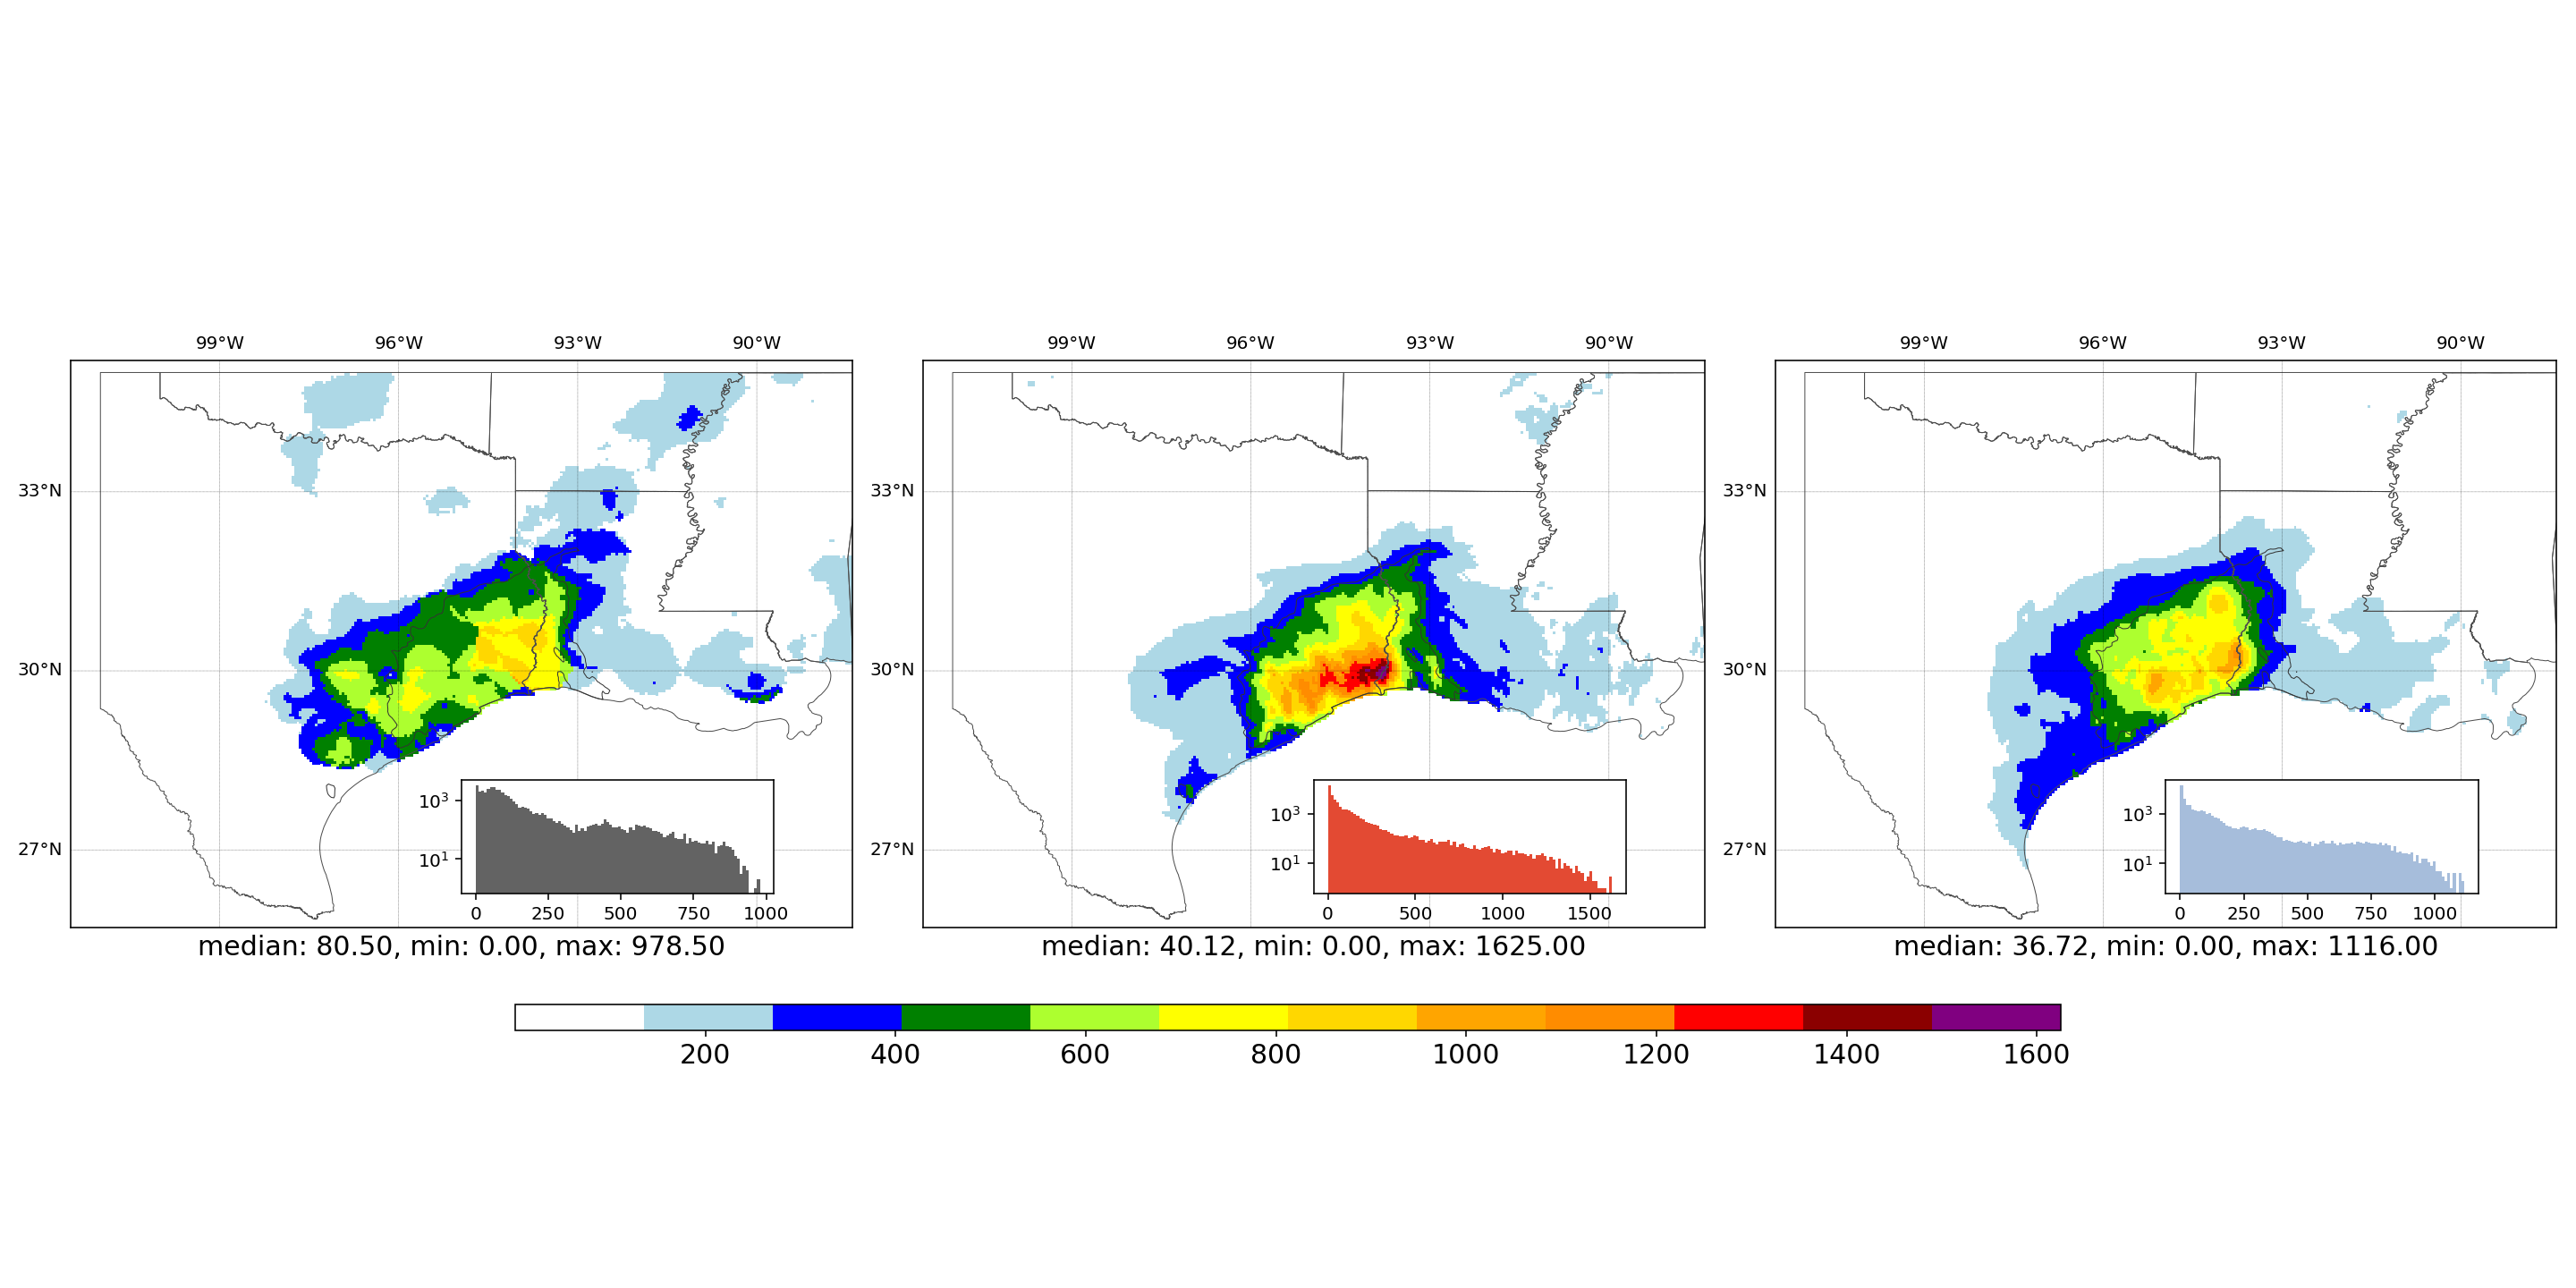 99°W 96°W 93°W 90°W 99°W 96°W 93°W 90°W 99°W 96°W 93°W 90°W
33°N 33°N 33°N
30°N 30°N 30°N
27°N 27°N 27°N
10³
10¹
0 250 500 750 1000
10³
10¹
0 500 1000 1500
10³
10¹
0 250 500 750 1000
median: 80.50, min: 0.00, max: 978.50
median: 40.12, min: 0.00, max: 1625.00
median: 36.72, min: 0.00, max: 1116.00
200 400 600 800 1000 1200 1400 1600